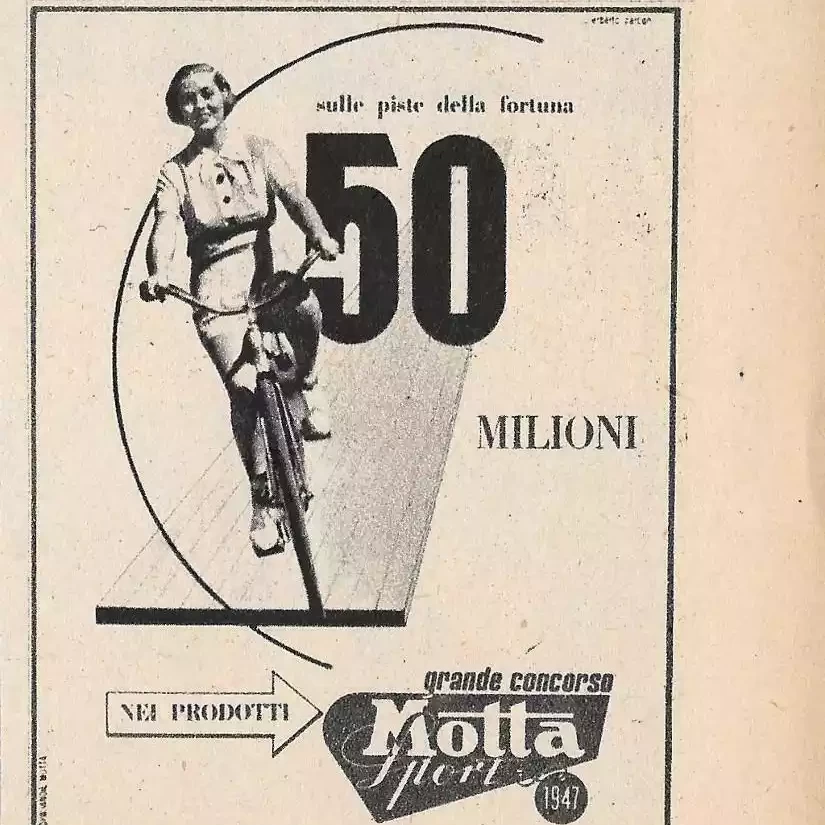 sulle piste della fortuna
50
MILIONI
NEI PRODOTTI
grande concorso
Motta
Sport
1947